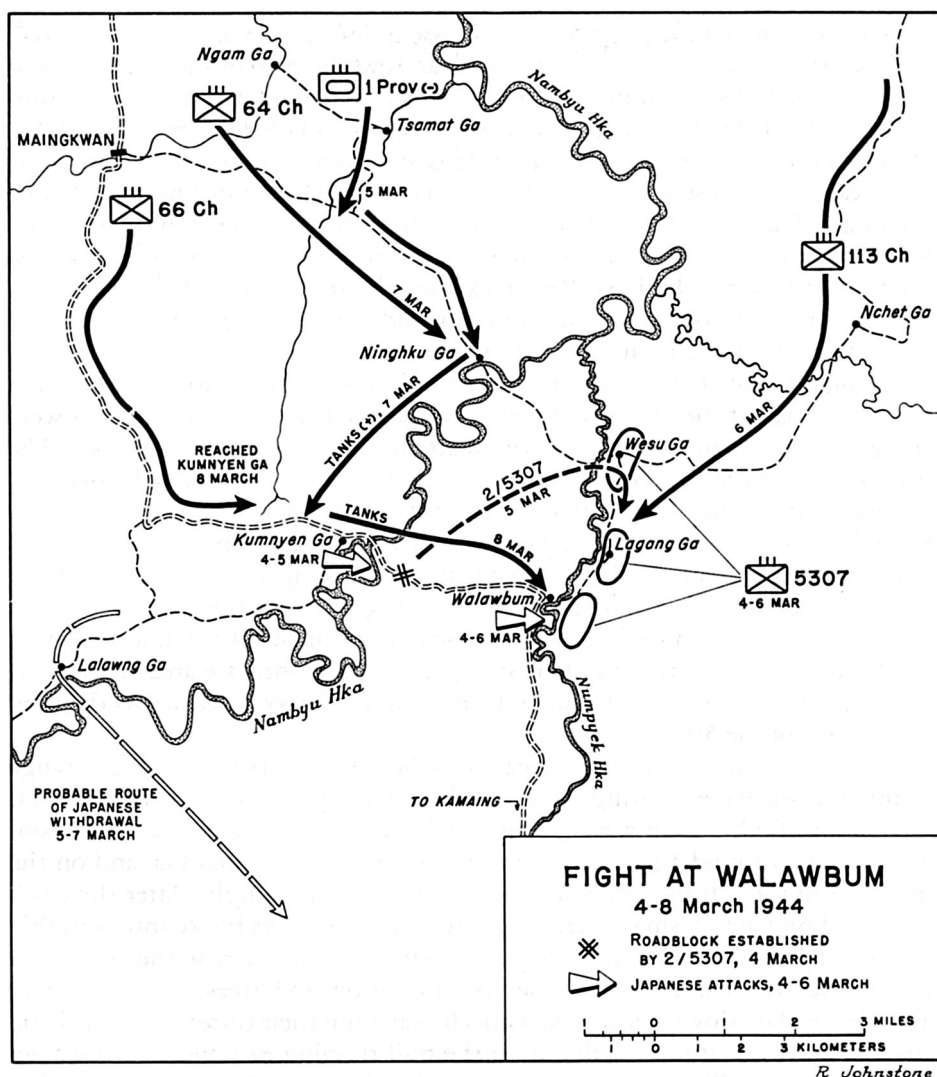 Ngam Ga
1 Prov (-)
64 Ch
Tsamat Ga
Nambyu Hka
MAINGKWAN
66 Ch
5 MAR
113 Ch
7 MAR
Nchet Ga
Ninghku Ga
TANKS (+), 7 MAR
6 MAR
REACHED
KUMNYEN GA
8 MARCH
Wesu Ga
2/5307
5 MAR
TANKS
Kumnyen Ga
4-5 MAR
8 MAR
Lagang Ga
5307
4-6 MAR
Walawbum
4-6 MAR
Lalawng Ga
Nambyu Hka
Numpyek Hka
PROBABLE ROUTE
OF JAPANESE
WITHDRAWAL
5-7 MARCH
TO KAMAING
FIGHT AT WALAWBUM
4-8 March 1944
ROADBLOCK ESTABLISHED
BY 2/5307, 4 MARCH
JAPANESE ATTACKS, 4-6 MARCH
1 0 1 2 3 MILES
1 0 1 2 3 KILOMETERS
R. Johnstone